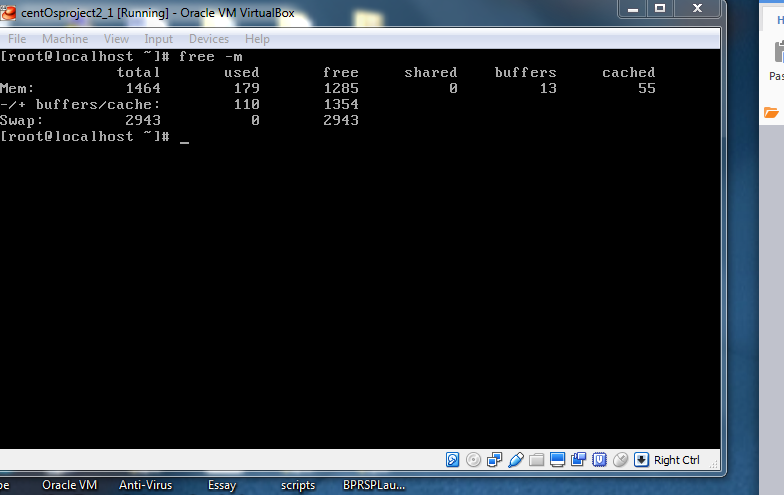 centOsproject2_1 [Running] - Oracle VM VirtualBox
File Machine View Input Devices Help
[root@localhost ~]# free -m
total used free shared buffers cached
Mem: 1464 179 1285 0 13 55
-/+ buffers/cache: 110 1354
Swap: 2943 0 2943
[root@localhost ~]# _
Right Ctrl
Oracle VM Anti-Virus Essay scripts BPRSPLau...